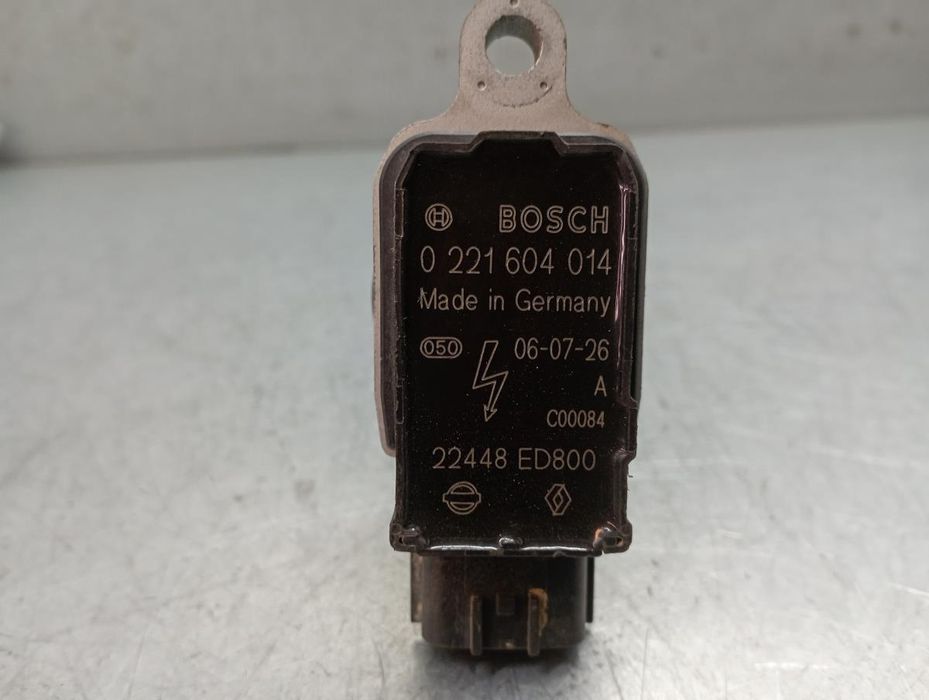 BOSCH
0 221 604 014
Made in Germany
050 06-07-26
A
C00084
22448 ED800